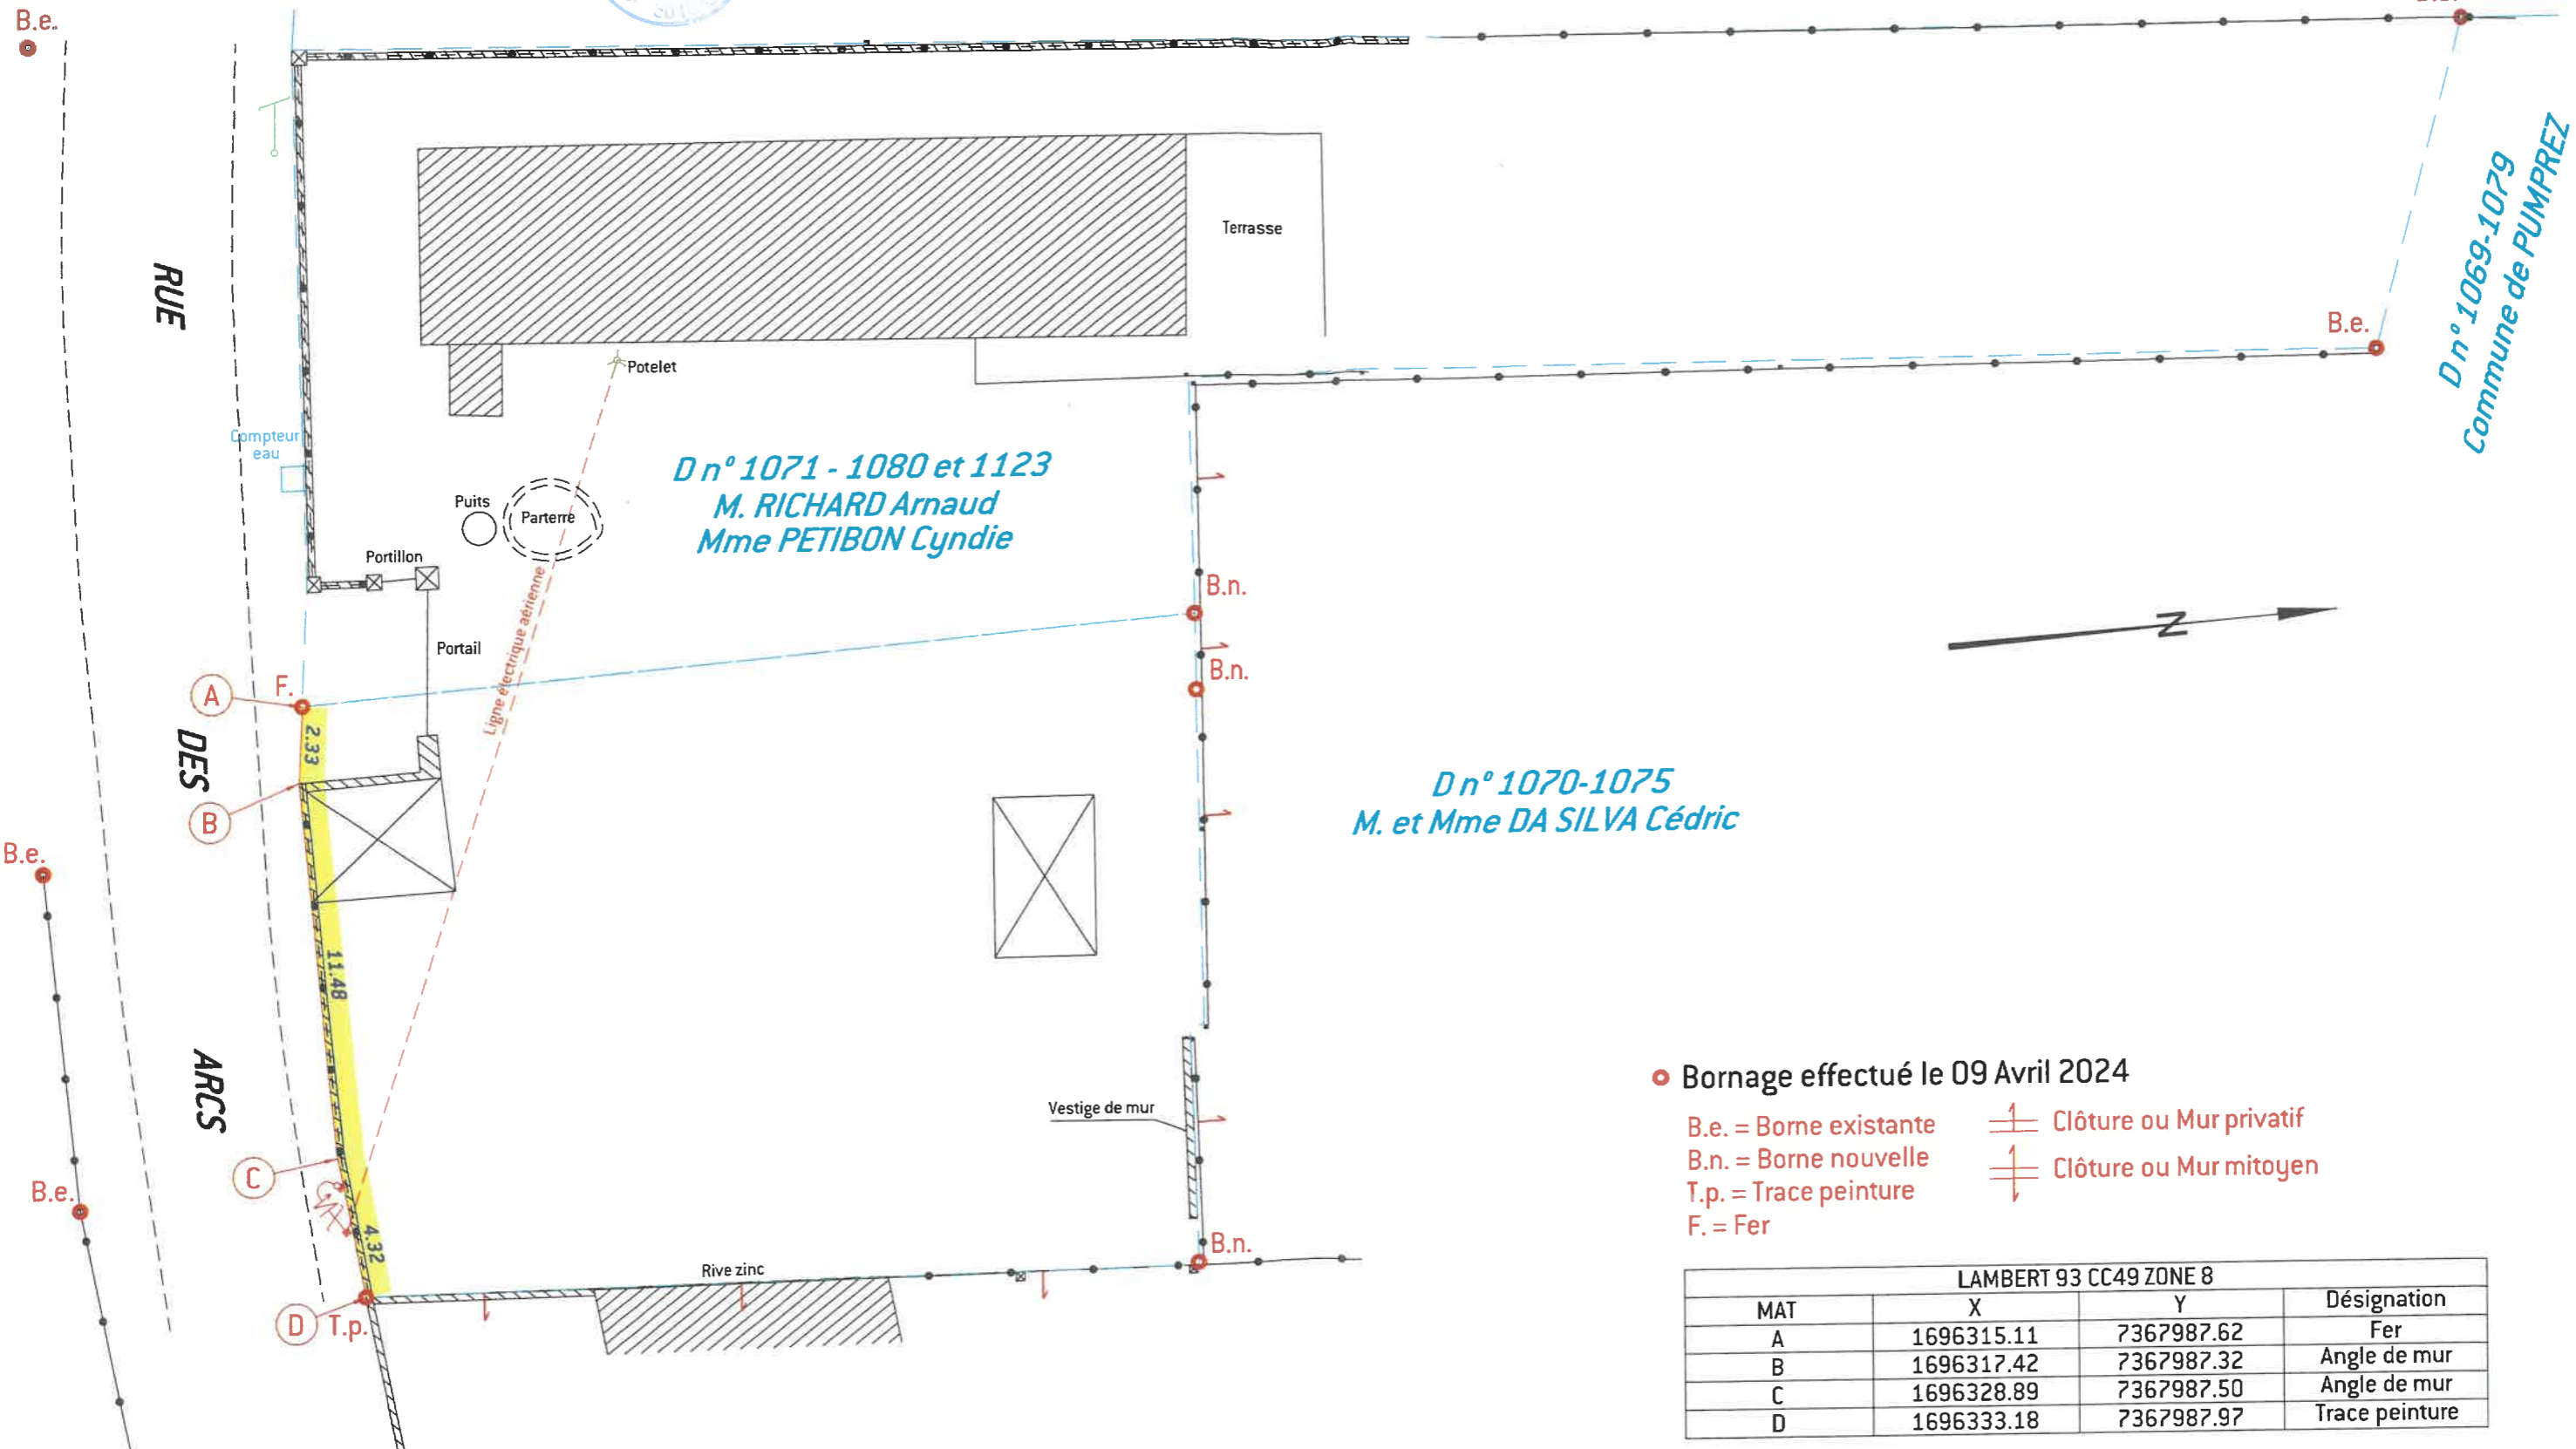 B.e.
RUE
DES
ARCS
Terrasse
Potelet
Compteur
eau
Puits
Parterre
Portillon
Portail
Ligne électrique aérienne
D n° 1071 - 1080 et 1123
M. RICHARD Arnaud
Mme PETIBON Cyndie
D n° 1069-1079
Commune de PUMPREZ
B.e.
B.n.
B.n.
A
F.
2.33
B
11.48
B.e.
D n° 1070-1075
M. et Mme DA SILVA Cédric
N
C
B.e.
4.32
D
T.p.
Vestige de mur
Rive zinc
B.n.
Bornage effectué le 09 Avril 2024
B.e. = Borne existante
B.n. = Borne nouvelle
T.p. = Trace peinture
F. = Fer
Clôture ou Mur privatif
Clôture ou Mur mitoyen
LAMBERT 93 CC49 ZONE 8
MAT X Y Désignation
A 1696315.11 7367987.62 Fer
B 1696317.42 7367987.32 Angle de mur
C 1696328.89 7367987.50 Angle de mur
D 1696333.18 7367987.97 Trace peinture